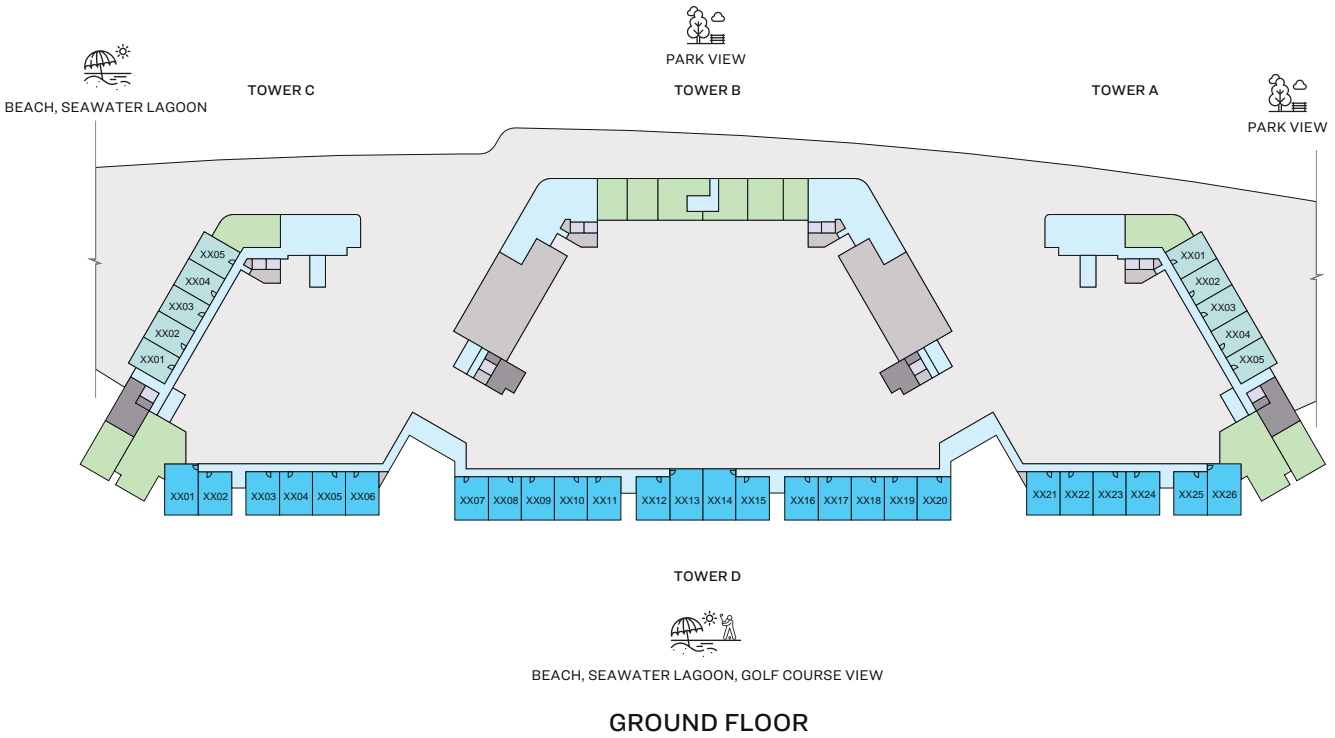 PARK VIEW
BEACH, SEAWATER LAGOON
TOWER C
TOWER B
TOWER A
PARK VIEW
XX05
XX04
XX03
XX02
XX01
XX01
XX02
XX03
XX04
XX05
XX01
XX02
XX03
XX04
XX05
XX06
XX07
XX08
XX09
XX10
XX11
XX12
XX13
XX14
XX15
XX16
XX17
XX18
XX19
XX20
XX21
XX22
XX23
XX24
XX25
XX26
TOWER D
BEACH, SEAWATER LAGOON, GOLF COURSE VIEW
GROUND FLOOR